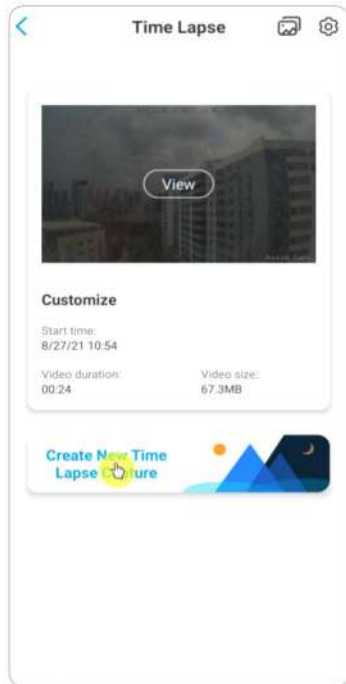 Time Lapse
View
Customize
Start time:
8/27/21 10:54
Video duration:
Video size:
00:24
67.3MB
Create New Time
Lapse Capture